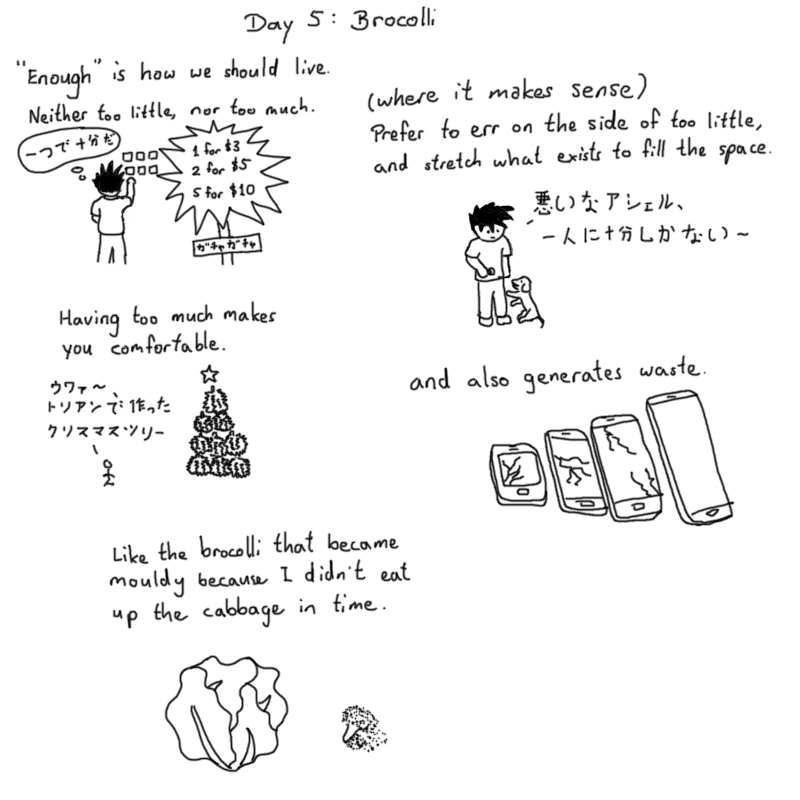 Day 5: Brocolli
"Enough" is how we should live.
Neither too little, nor too much.
一つで十分だ
1 for $3
2 for $5
5 for $10
ガチャガチャ
(where it makes sense)
Prefer to err on the side of too little,
and stretch what exists to fill the space.
悪いなアシェル、
一人に十分しかない〜
Having too much makes
you comfortable.
ウワァ〜、
トリアンで作った
クリスマスツリー
and also generates waste.
Like the brocolli that became
mouldy because I didn't eat
up the cabbage in time.